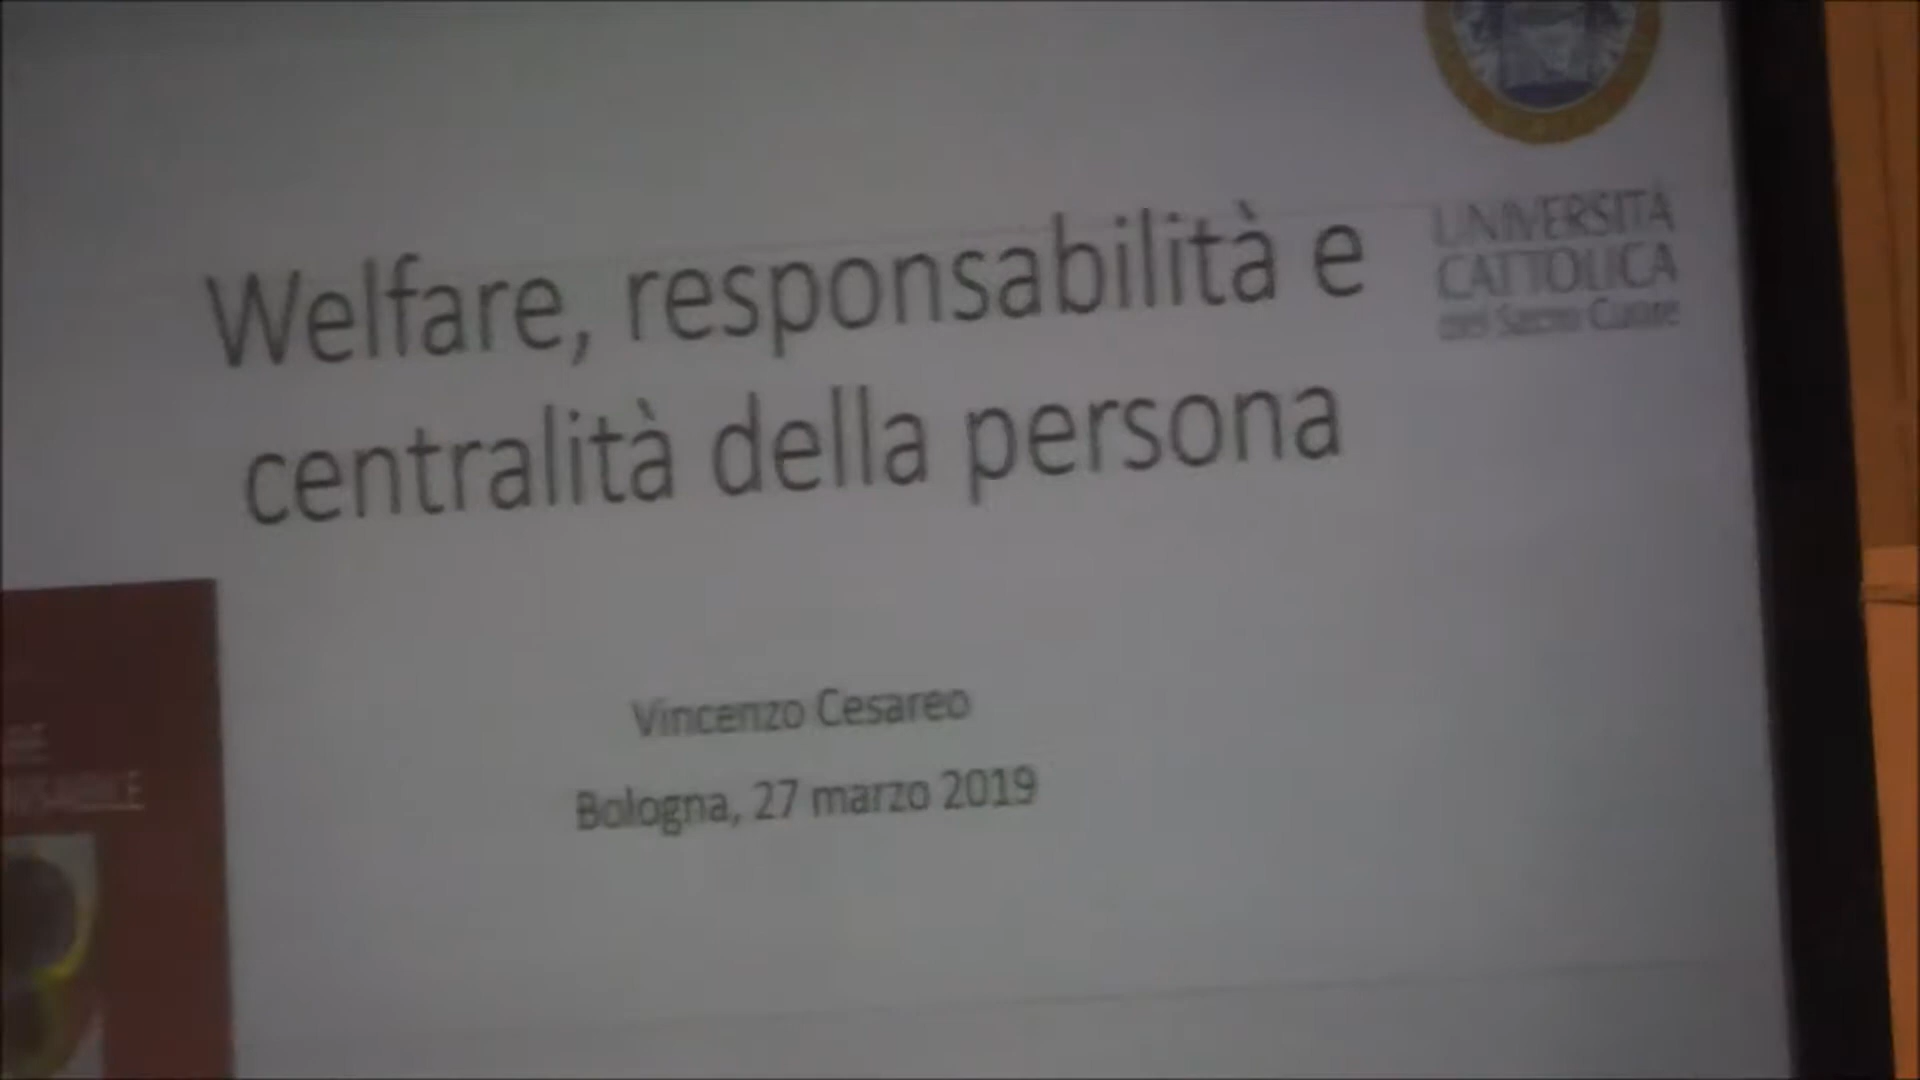 Welfare, responsabilità e
centralità della persona
UNIVERSITÀ
CATTOLICA
del Sacro Cuore
Vincenzo Cesareo
Bologna, 27 marzo 2019